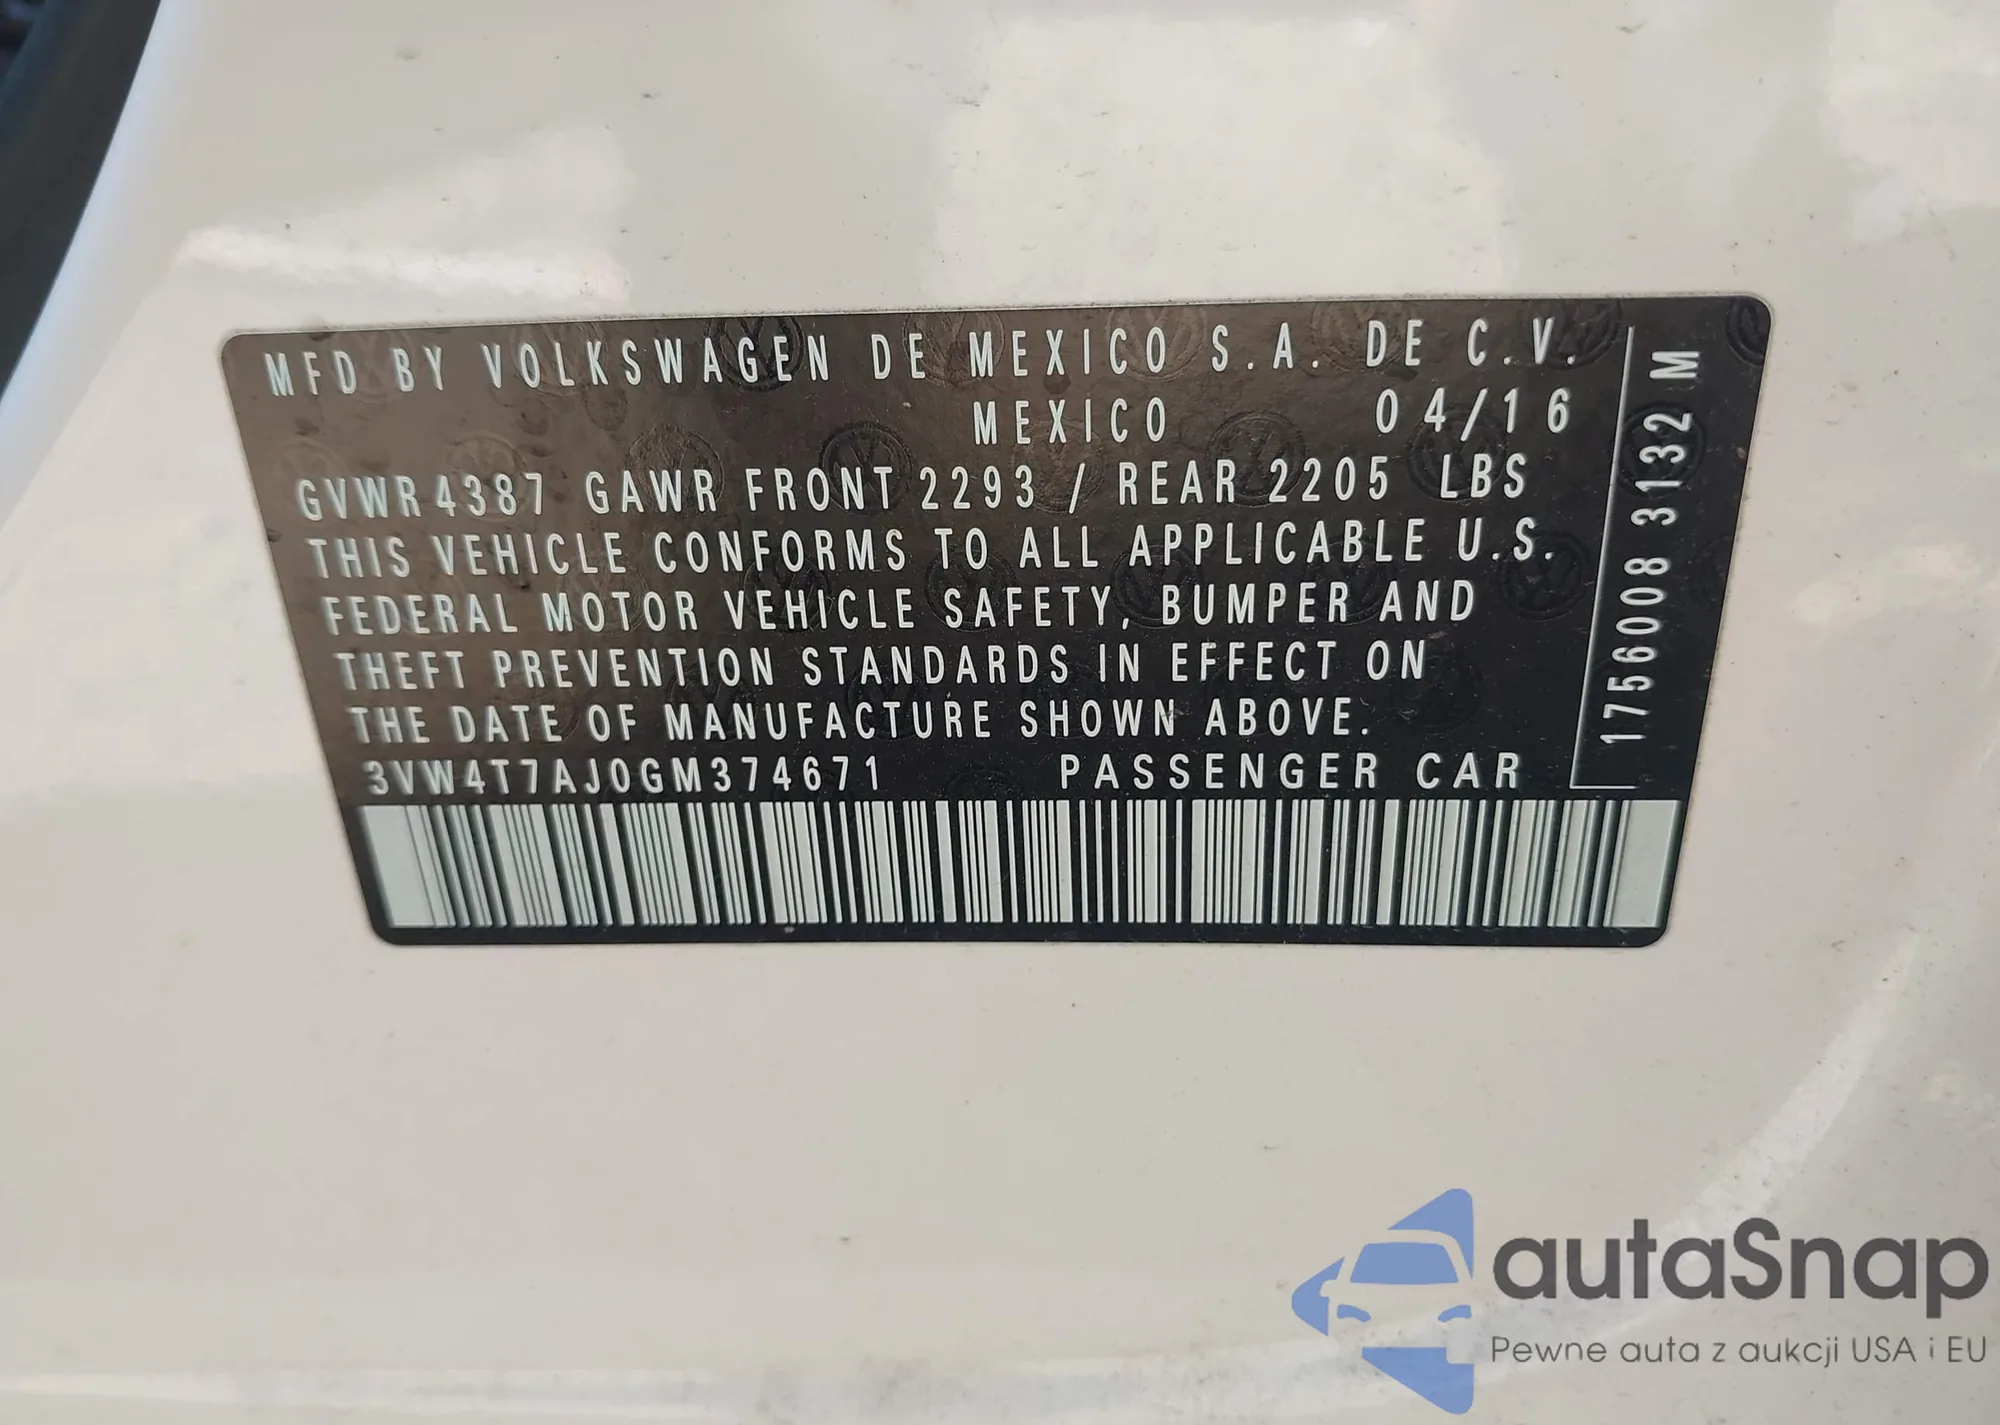 MFD BY VOLKSWAGEN DE MEXICO S.A. DE C.V.
MEXICO 04/16
GVWR 4387 GAWR FRONT 2293 / REAR 2205 LBS
THIS VEHICLE CONFORMS TO ALL APPLICABLE U.S.
FEDERAL MOTOR VEHICLE SAFETY, BUMPER AND
THEFT PREVENTION STANDARDS IN EFFECT ON
THE DATE OF MANUFACTURE SHOWN ABOVE.
3VW4T7AJ0GM374671 PASSENGER CAR
1756008 3132 M
autaSnap
Pewne auta z aukcji USA i EU